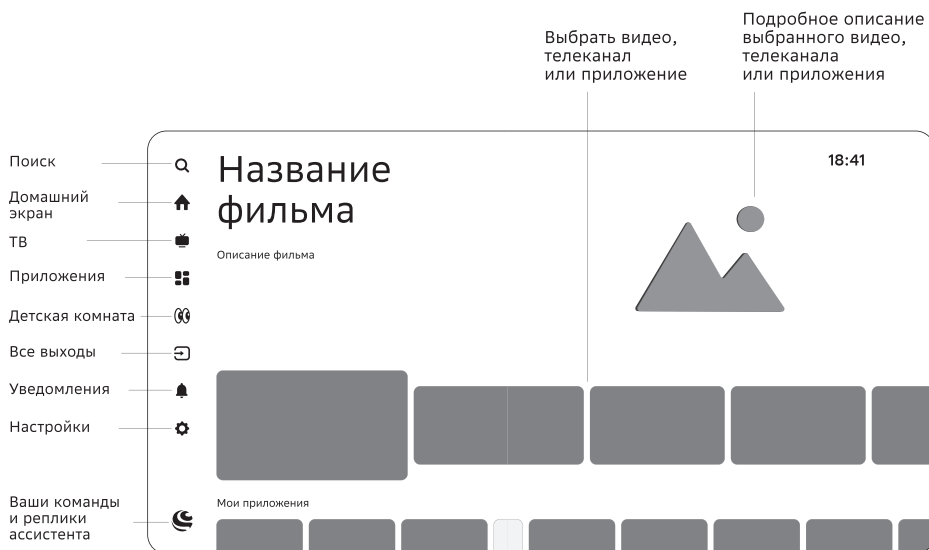 Выбрать видео,
телеканал
или приложение
Подробное описание
выбранного видео,
телеканала
или приложения
Поиск
Домашний
экран
ТВ
Приложения
Детская комната
Все выходы
Уведомления
Настройки
Ваши команды
и реплики
ассистента
Название
фильма
18:41
Описание фильма
Мои приложения